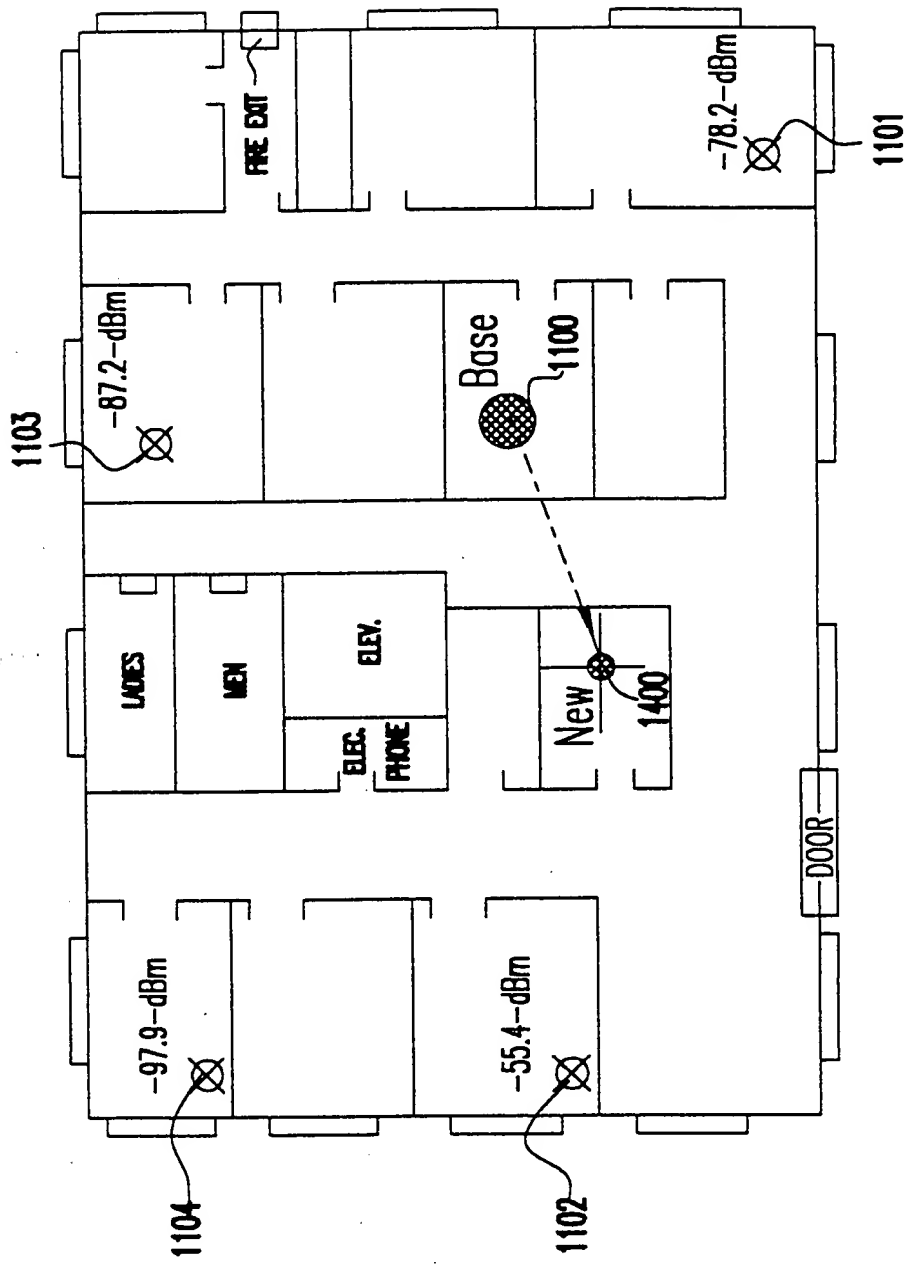 1104
-97.9-dBm
LADIES
MEN
ELEC.
PHONE
ELEV.
1103
-87.2-dBm
FIRE EXIT
1102
-55.4-dBm
New
1400
Base
1100
DOOR
-78.2-dBm
1101